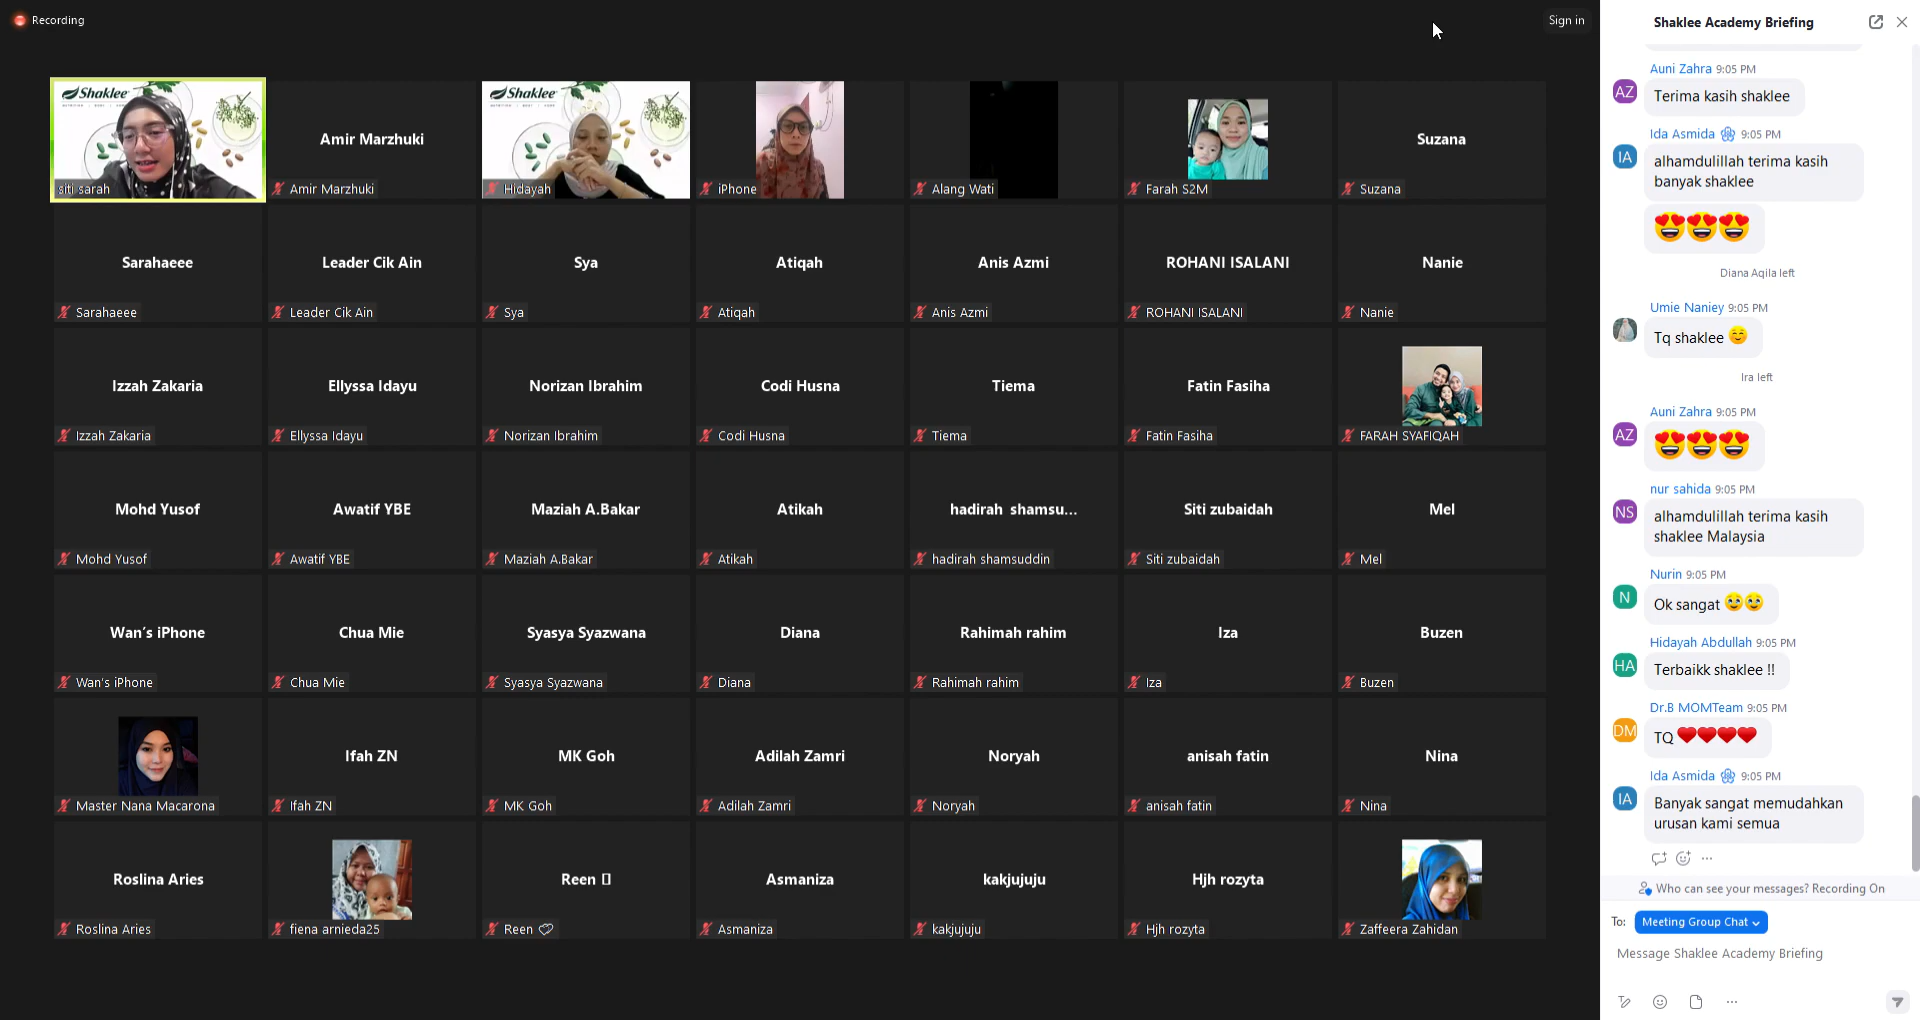 Recording
Sign in
Shaklee
siti sarah
Amir Marzhuki
Amir Marzhuki
Shaklee
Hidayah
iPhone
Alang Wati
Farah S2M
Suzana
Suzana
Sarahaeee
Sarahaeee
Leader Cik Ain
Leader Cik Ain
Sya
Sya
Atiqah
Atiqah
Anis Azmi
Anis Azmi
ROHANI ISALANI
ROHANI ISALANI
Nanie
Nanie
Izzah Zakaria
Izzah Zakaria
Ellyssa Idayu
Ellyssa Idayu
Norizan Ibrahim
Norizan Ibrahim
Codi Husna
Codi Husna
Tiema
Tiema
Fatin Fasiha
Fatin Fasiha
FARAH SYAFIQAH
Mohd Yusof
Mohd Yusof
Awatif YBE
Awatif YBE
Maziah A.Bakar
Maziah A.Bakar
Atikah
Atikah
hadirah shamsu...
hadirah shamsuddin
Siti zubaidah
Siti zubaidah
Mel
Mel
Wan's iPhone
Wan's iPhone
Chua Mie
Chua Mie
Syasya Syazwana
Syasya Syazwana
Diana
Diana
Rahimah rahim
Rahimah rahim
Iza
Iza
Buzen
Buzen
Master Nana Macarona
Ifah ZN
Ifah ZN
MK Goh
MK Goh
Adilah Zamri
Adilah Zamri
Noryah
Noryah
anisah fatin
anisah fatin
Nina
Nina
Roslina Aries
Roslina Aries
fiena arnieda25
Reen
Reen
Asmaniza
Asmaniza
kakjujuju
kakjujuju
Hjh rozyta
Hjh rozyta
Zaffeera Zahidan
Shaklee Academy Briefing
Auni Zahra 9:05 PM
AZ
Terima kasih shaklee
Ida Asmida 9:05 PM
IA
alhamdulillah terima kasih
banyak shaklee
😍😍😍
Diana Aqila left
Umie Naniey 9:05 PM
Tq shaklee ☺️
Ira left
Auni Zahra 9:05 PM
AZ
😍😍😍
nur sahida 9:05 PM
NS
alhamdulillah terima kasih
shaklee Malaysia
Nurin 9:05 PM
N
Ok sangat 🥹🥹
Hidayah Abdullah 9:05 PM
HA
Terbaikk shaklee !!
Dr.B MOMTeam 9:05 PM
DM
TQ ❤️❤️❤️❤️
Ida Asmida 9:05 PM
IA
Banyak sangat memudahkan
urusan kami semua
Who can see your messages? Recording On
To: Meeting Group Chat
Message Shaklee Academy Briefing